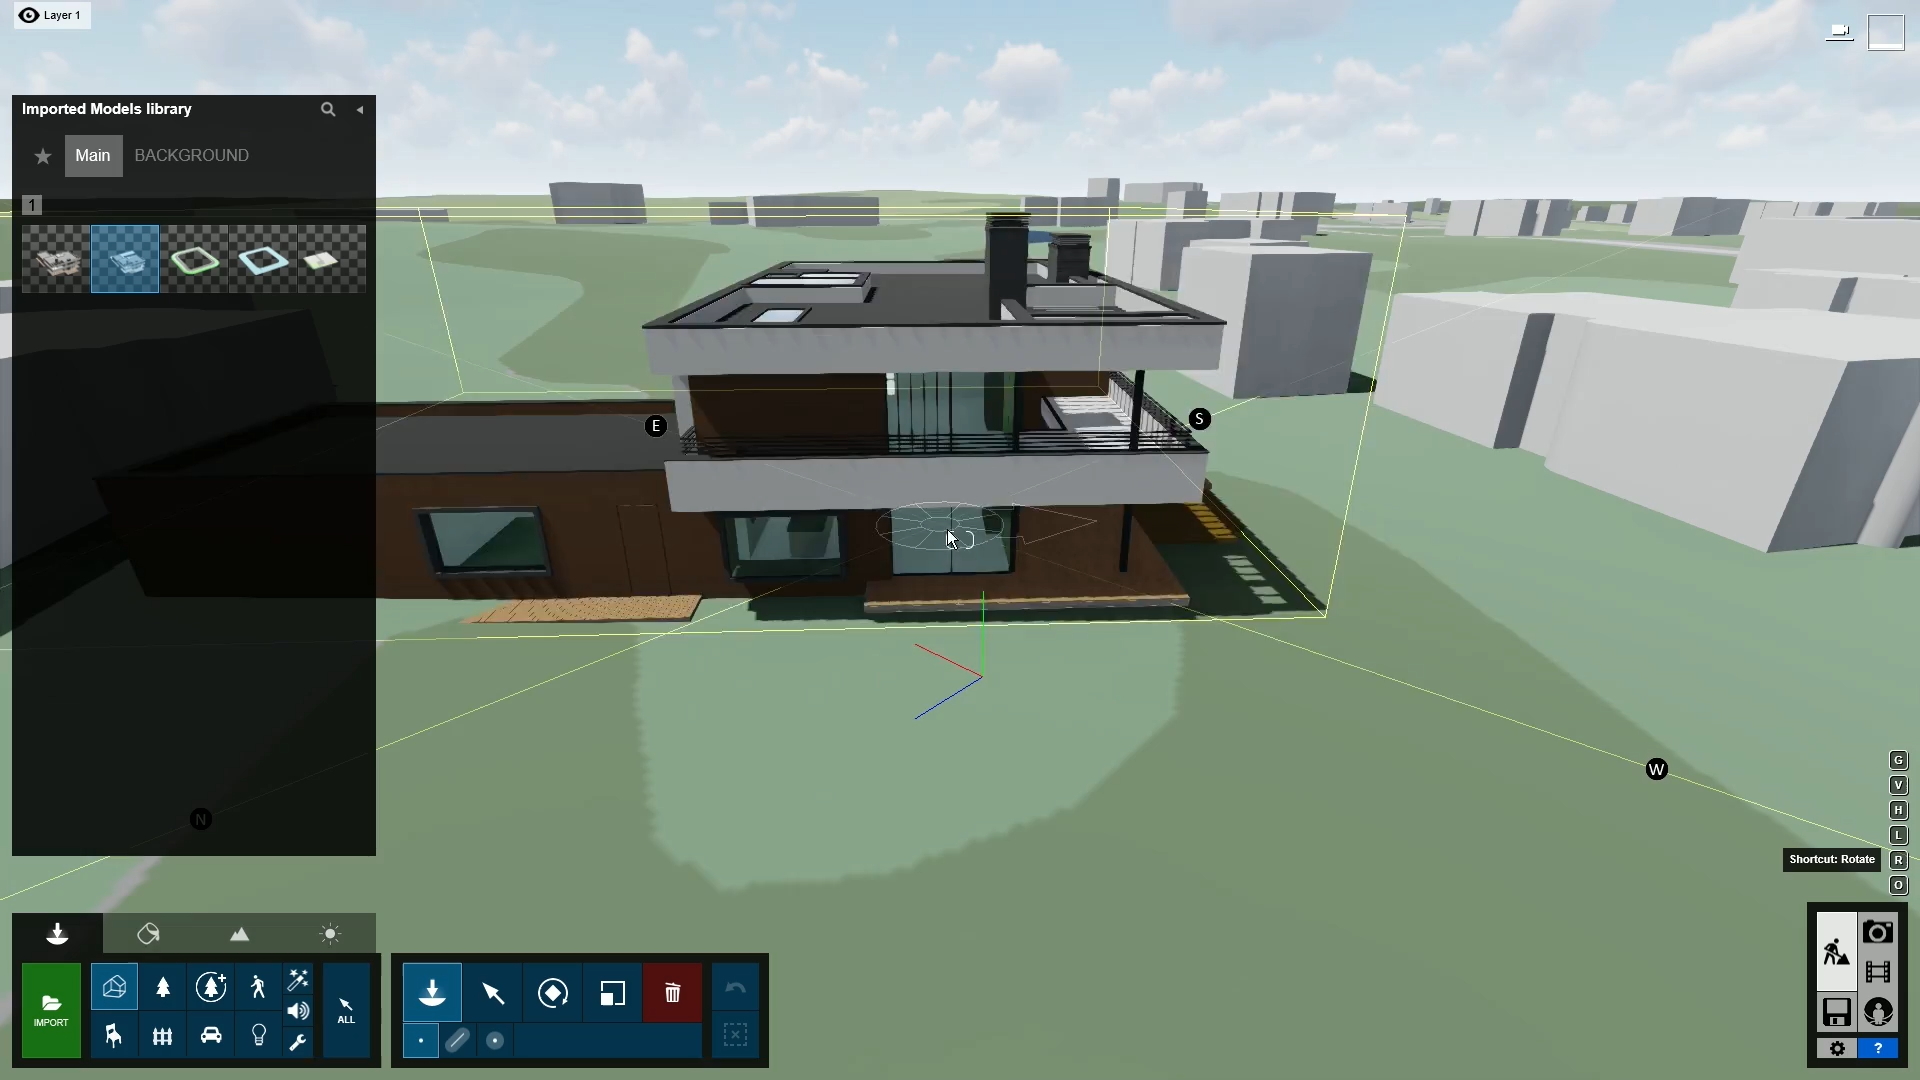 Layer 1
Imported Models library
Main
BACKGROUND
1
E
S
W
N
G
V
H
L
Shortcut: Rotate
R
O
IMPORT
ALL
?